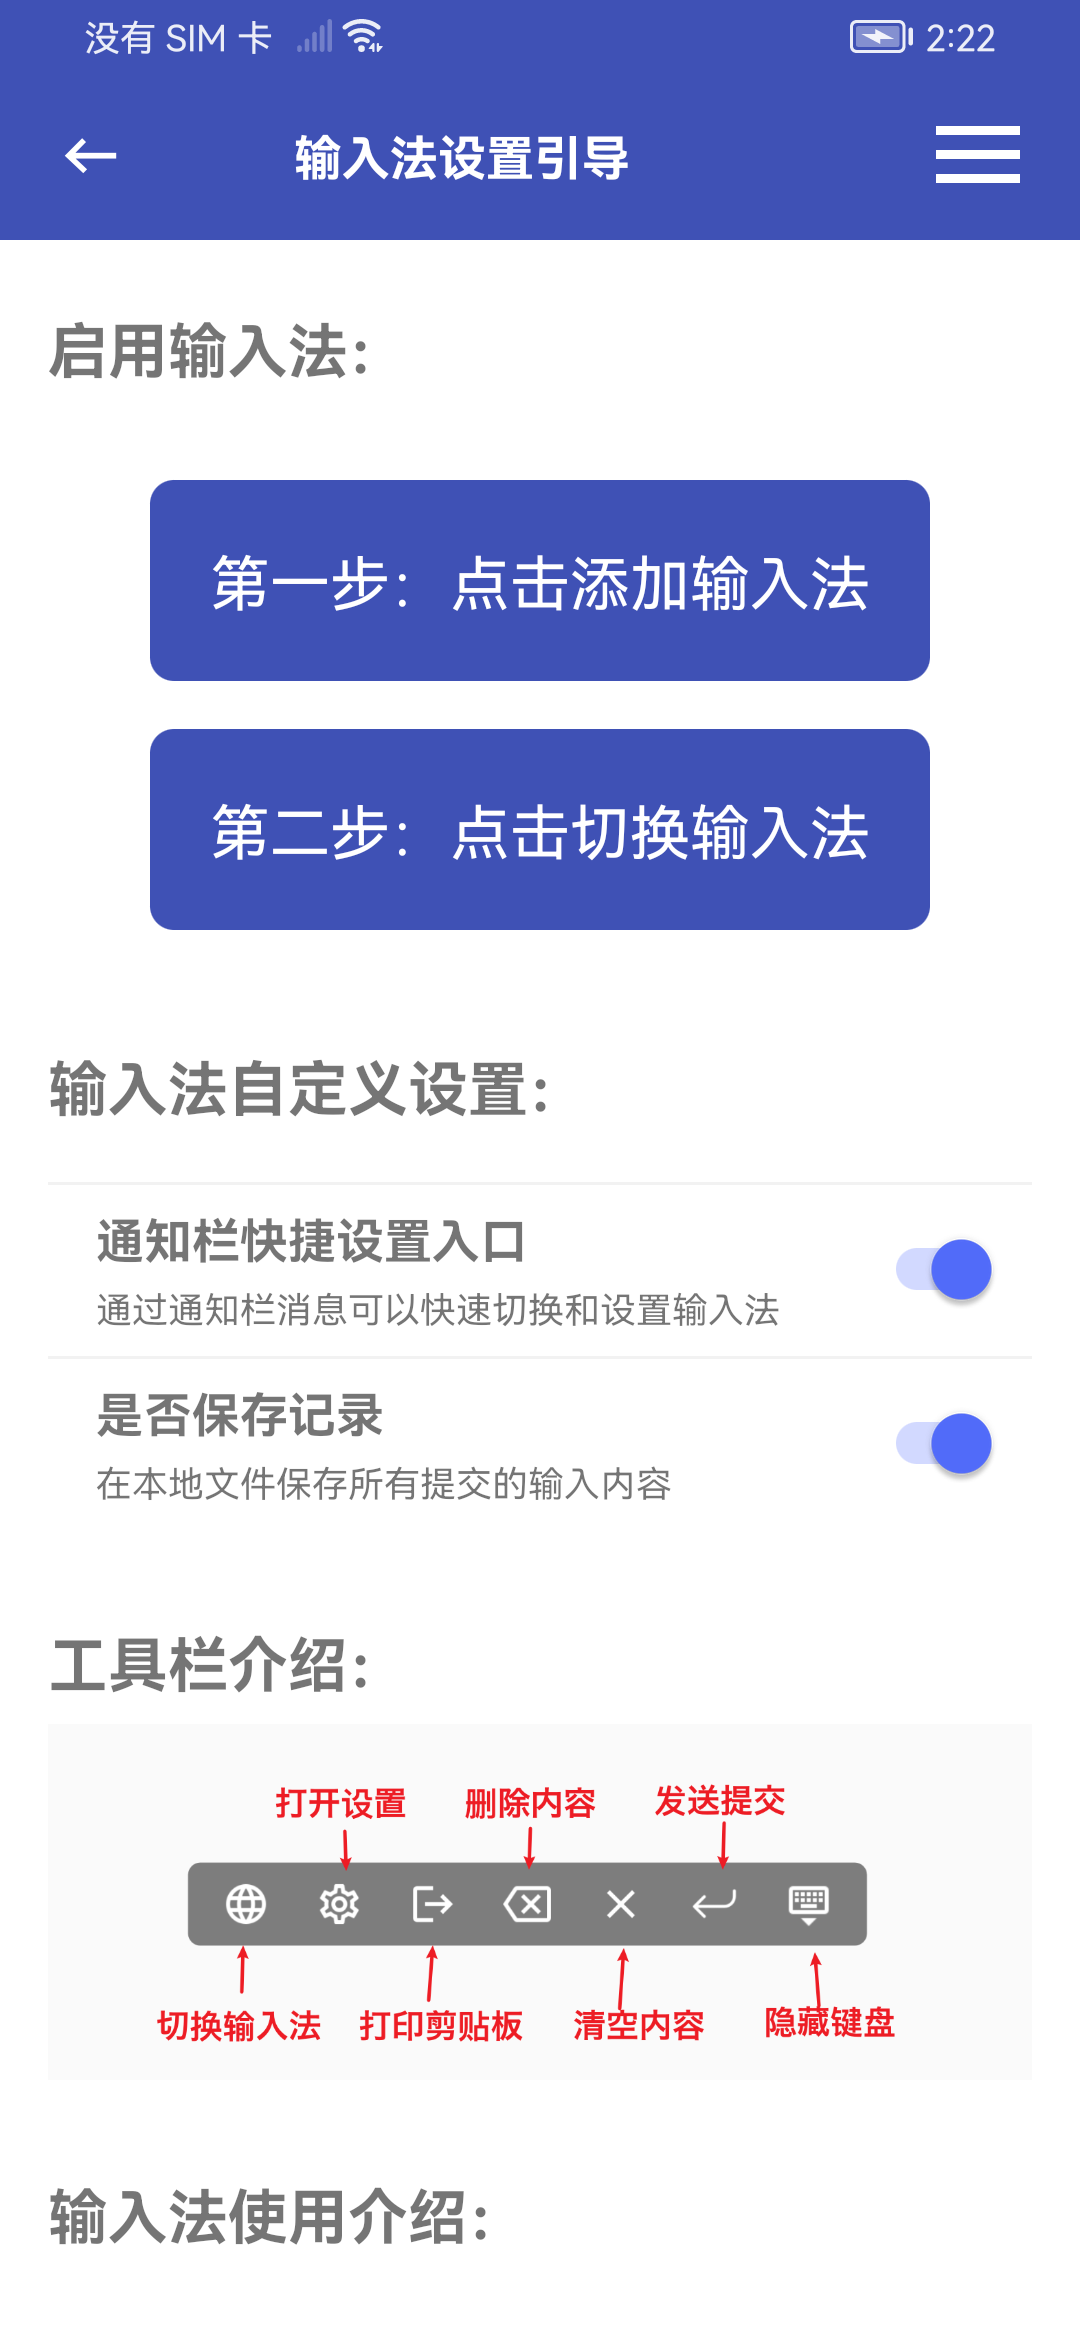 没有 SIM 卡
2:22
输入法设置引导
启用输入法:
第一步: 点击添加输入法
第二步: 点击切换输入法
输入法自定义设置:
通知栏快捷设置入口
通过通知栏消息可以快速切换和设置输入法
是否保存记录
在本地文件保存所有提交的输入内容
工具栏介绍:
打开设置 删除内容 发送提交
切换输入法 打印剪贴板 清空内容 隐藏键盘
输入法使用介绍: